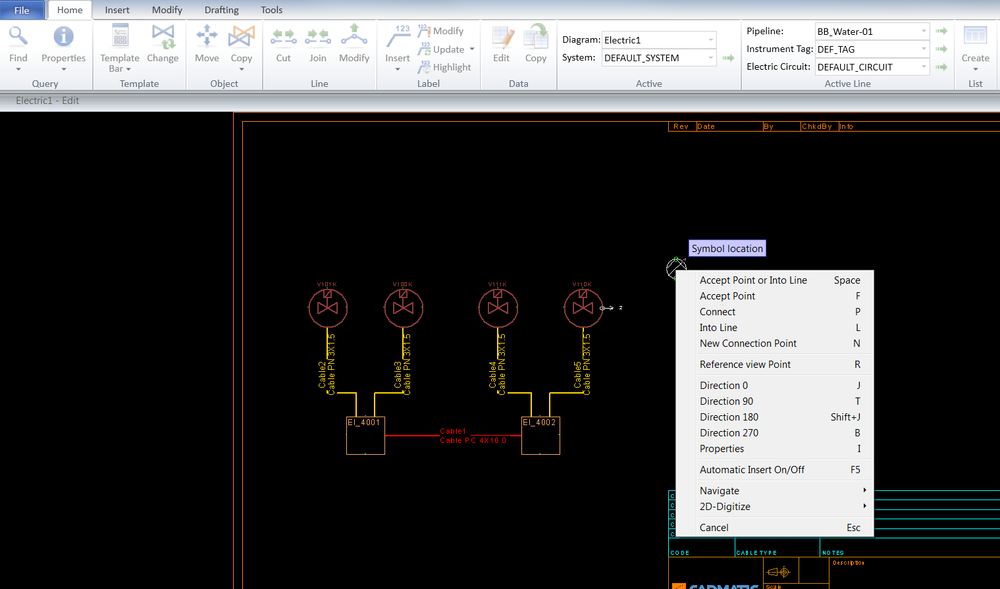 File Home Insert Modify Drafting Tools
Find Properties Template Bar Change Move Copy Cut Join Modify Insert
123 Modify
123 Update
123 Highlight
123
Edit Copy
Diagram: Electric1
System: DEFAULT_SYSTEM
Pipeline: BB_Water-01
Instrument Tag: DEF_TAG
Electric Circuit: DEFAULT_CIRCUIT
Create
Query Template Object Line Label Data Active Active Line List
Electric1 - Edit
Rev Date By ChkdBy Info
Symbol location
V101K V100K V111K V110K
z
Cable2
Cable PN 3X1.5
Cable3
Cable PN 3X1.5
Cable4
Cable PN 3X1.5
Cable5
Cable PN 3X1.5
EI_4001 EI_4002
Cable1
Cable PC 4X16.0
Accept Point or Into Line Space
Accept Point F
Connect P
Into Line L
New Connection Point N
Reference view Point R
Direction 0 J
Direction 90 T
Direction 180 Shift+J
Direction 270 B
Properties I
Automatic Insert On/Off F5
Navigate
2D-Digitize
Cancel Esc
C
C
C
C
C
CODE CABLE TYPE NOTES
Description
Scale
CADMATIC